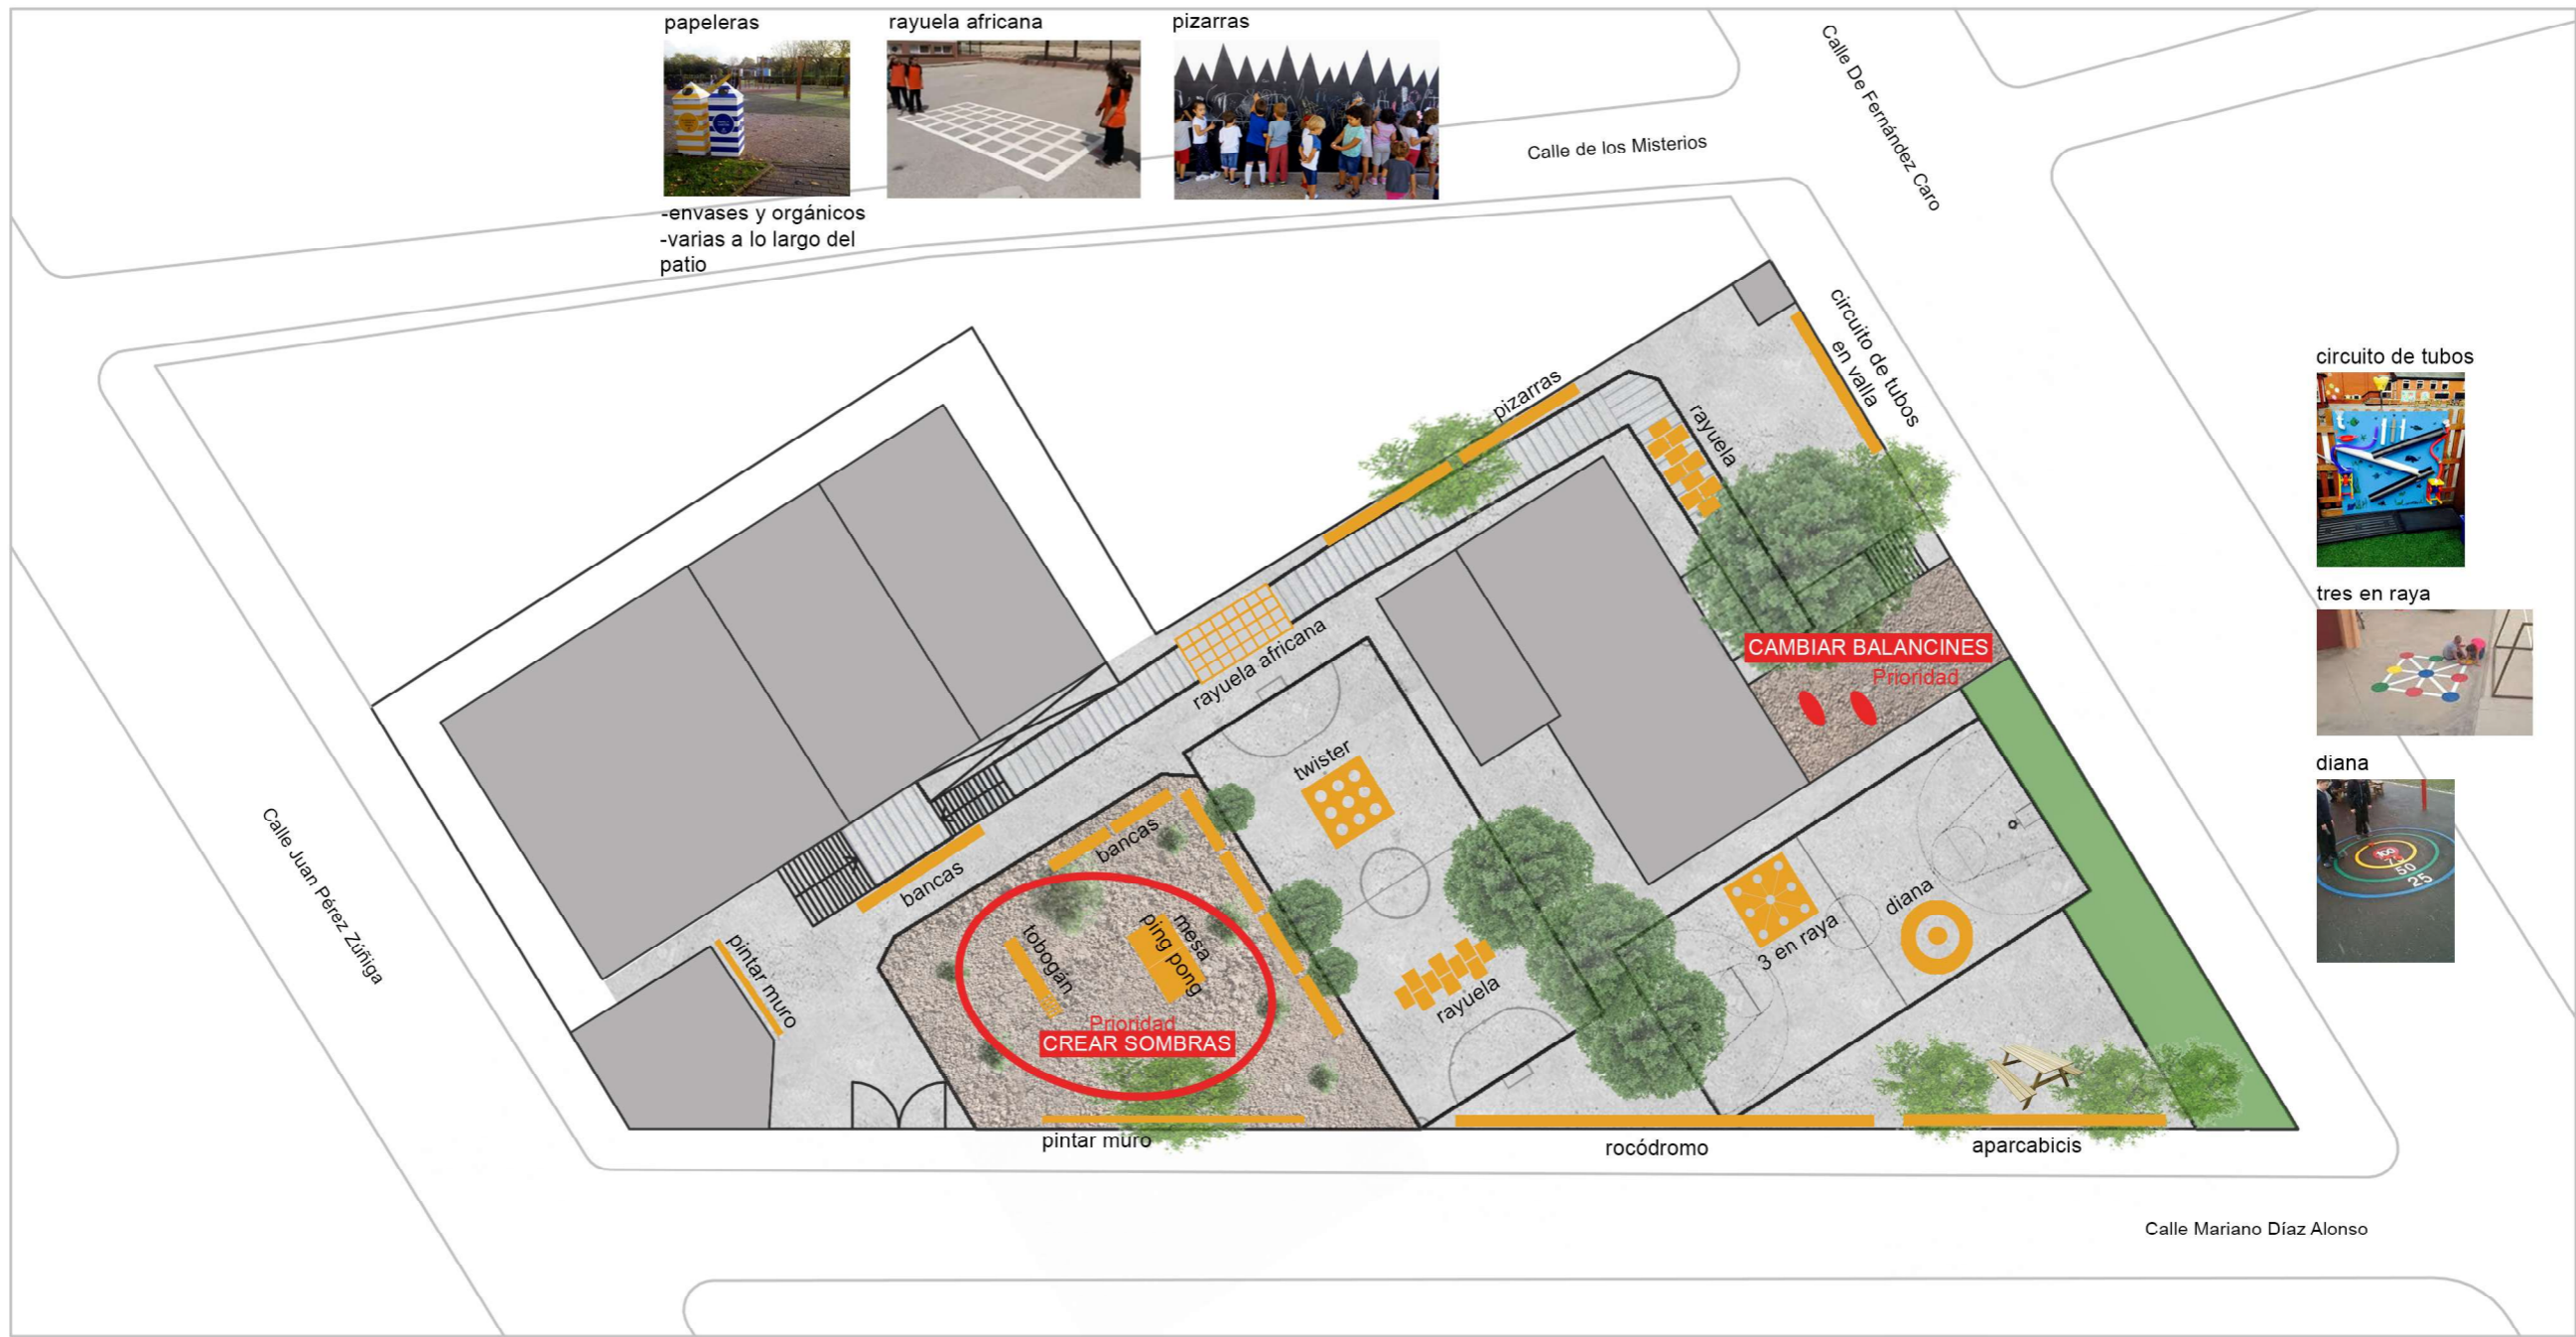 papeleras
rayuela africana
pizarras
-envases y orgánicos
-varias a lo largo del
patio
Calle De Fernández Caro
Calle de los Misterios
circuito de tubos
en valla
circuito de tubos
tres en raya
diana
100
50
25
pizarras
rayuela
rayuela africana
CAMBIAR BALANCINES
Prioridad
twister
bancas
bancas
Calle Juan Pérez Zúñiga
pintar muro
tobogán
mesa
ping pong
Prioridad
CREAR SOMBRAS
rayuela
3 en raya
diana
pintar muro
rocódromo
aparcabicis
Calle Mariano Díaz Alonso